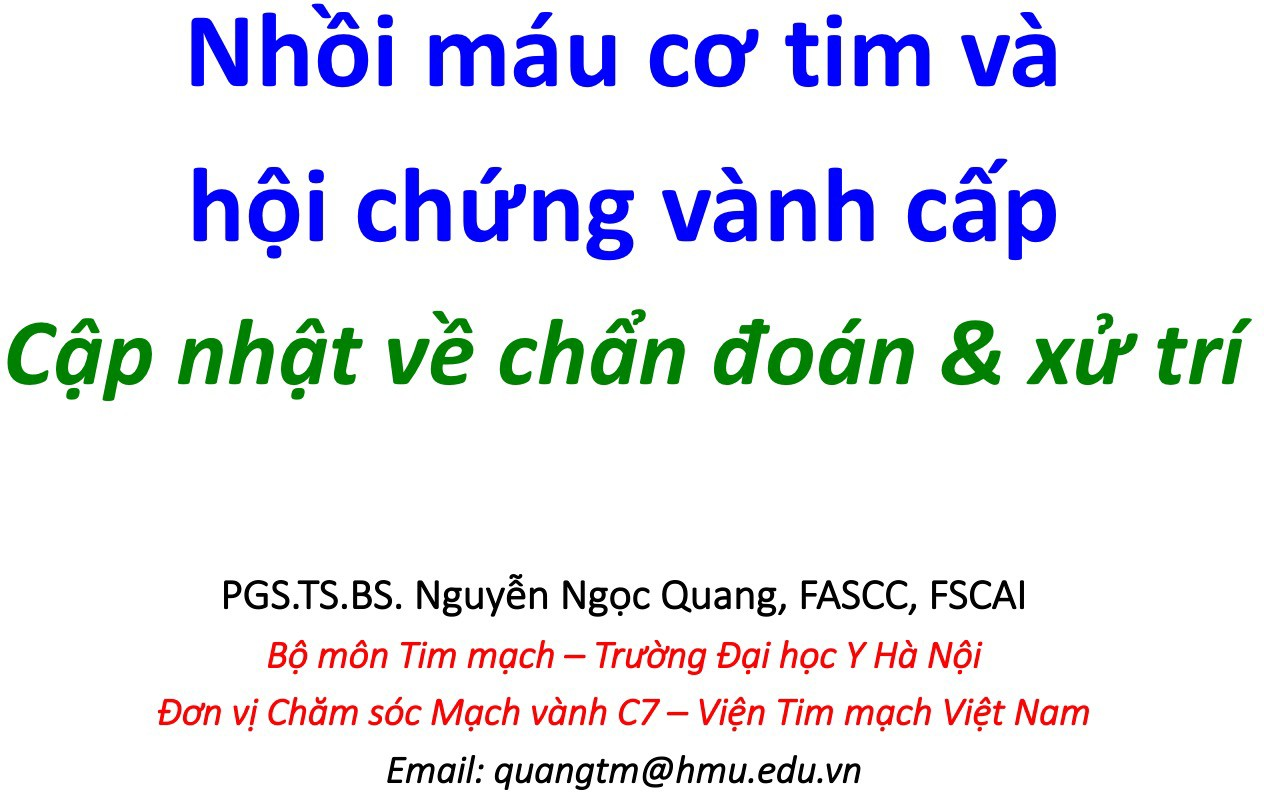 Nhồi máu cơ tim và
hội chứng vành cấp
Cập nhật về chẩn đoán & xử trí
PGS.TS.BS. Nguyễn Ngọc Quang, FASCC, FSCAI
Bộ môn Tim mạch – Trường Đại học Y Hà Nội
Đơn vị Chăm sóc Mạch vành C7 – Viện Tim mạch Việt Nam
Email: quangtm@hmu.edu.vn